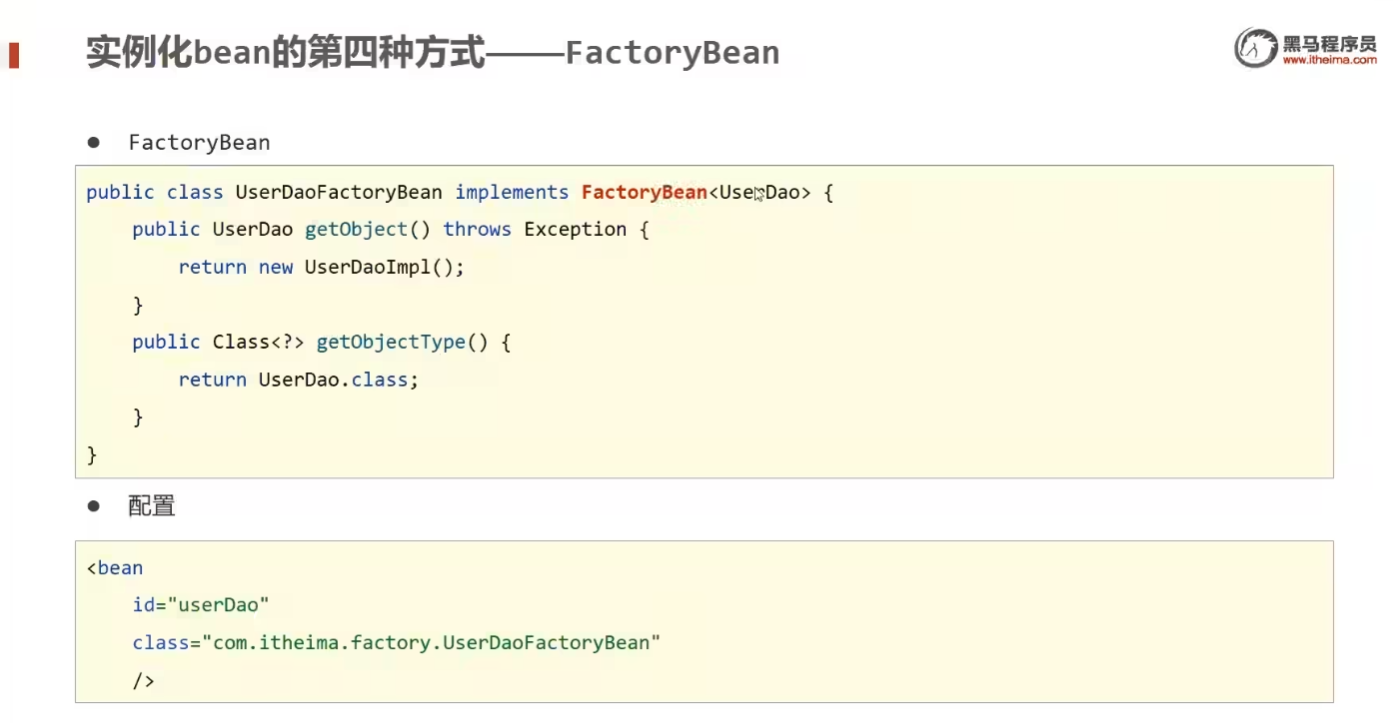 实例化bean的第四种方式——FactoryBean
黑马程序员
www.itheima.com
● FactoryBean
public class UserDaoFactoryBean implements FactoryBean<UserDao> {
public UserDao getObject() throws Exception {
return new UserDaoImpl();
}
public Class<?> getObjectType() {
return UserDao.class;
}
}
● 配置
<bean
id="userDao"
class="com.itheima.factory.UserDaoFactoryBean"
/>